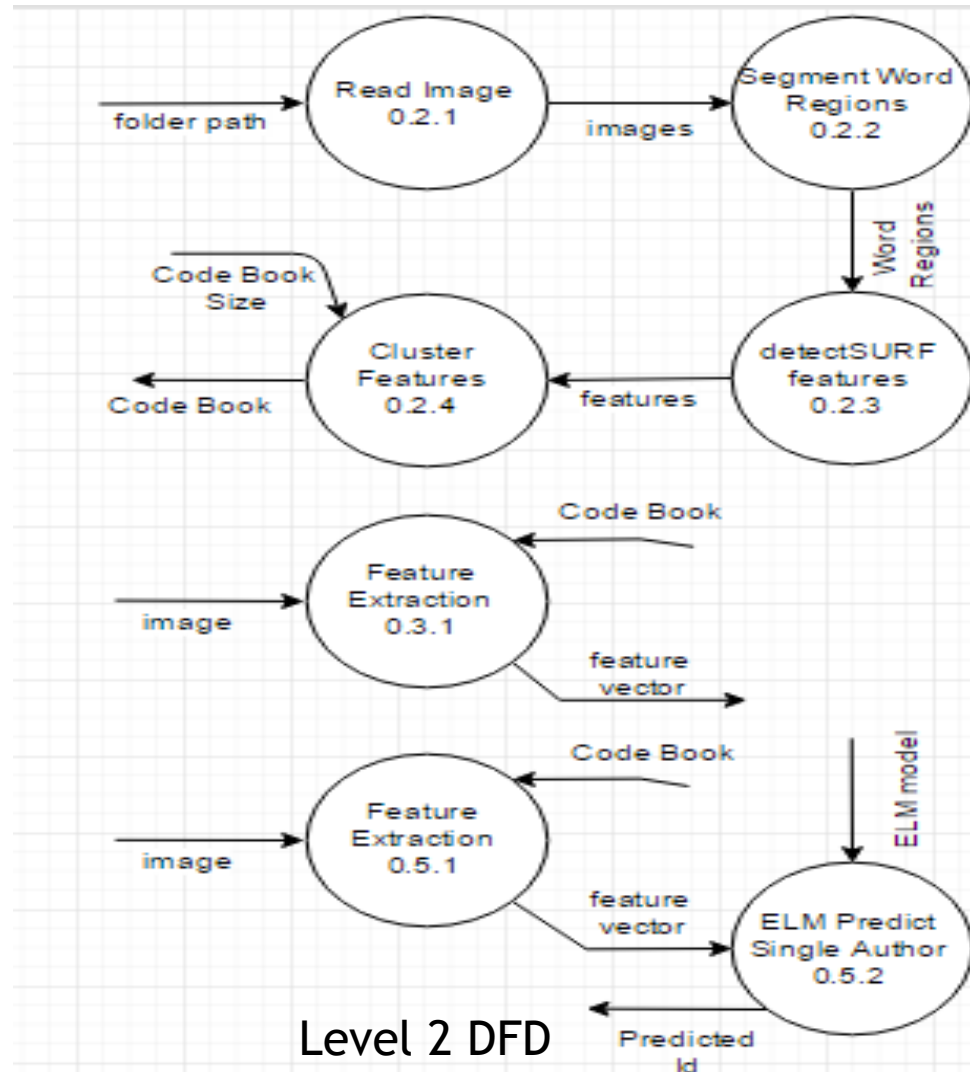 Read Image
0.2.1
folder path
images
Segment Word
Regions
0.2.2
Word
Regions
Code Book
Size
Cluster
Features
0.2.4
Code Book
features
detectSURF
features
0.2.3
Code Book
Feature
Extraction
0.3.1
image
feature
vector
Code Book
ELM model
Feature
Extraction
0.5.1
image
feature
vector
ELM Predict
Single Author
0.5.2
Predicted
Id
Level 2 DFD